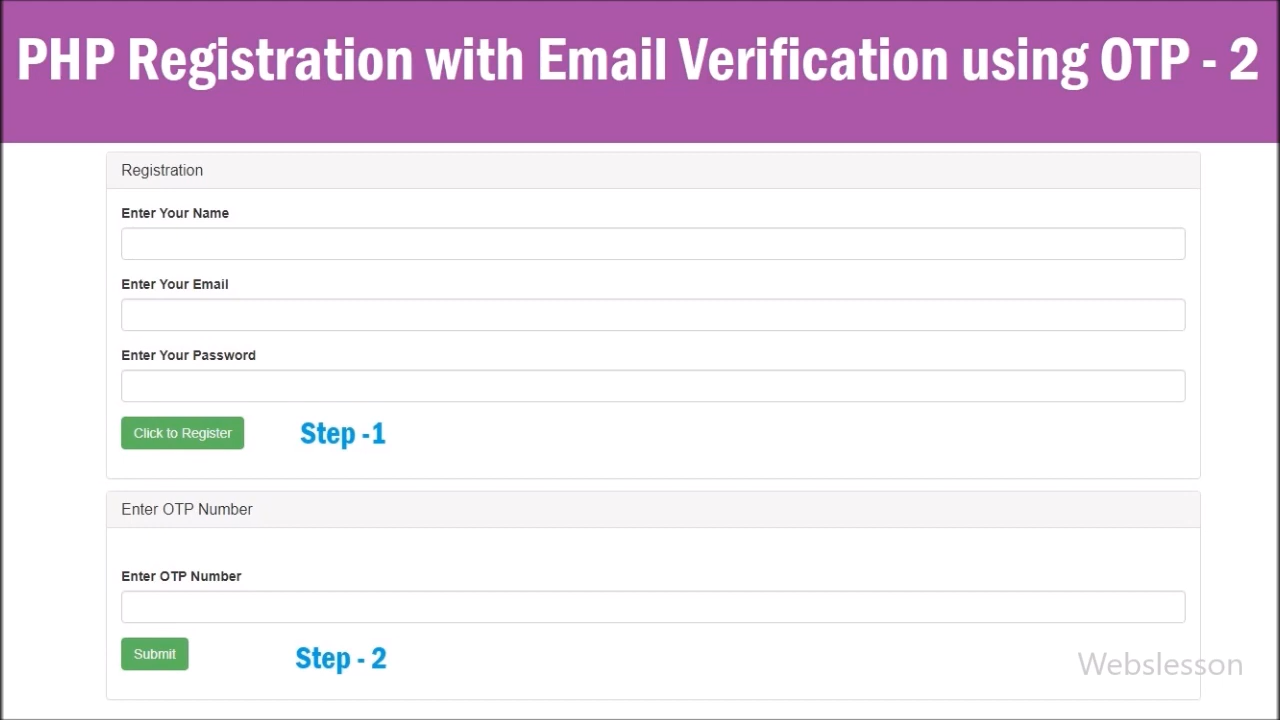 PHP Registration with Email Verification using OTP - 2
Registration
Enter Your Name
Enter Your Email
Enter Your Password
Click to Register
Step -1
Enter OTP Number
Enter OTP Number
Submit
Step - 2
Webslesson